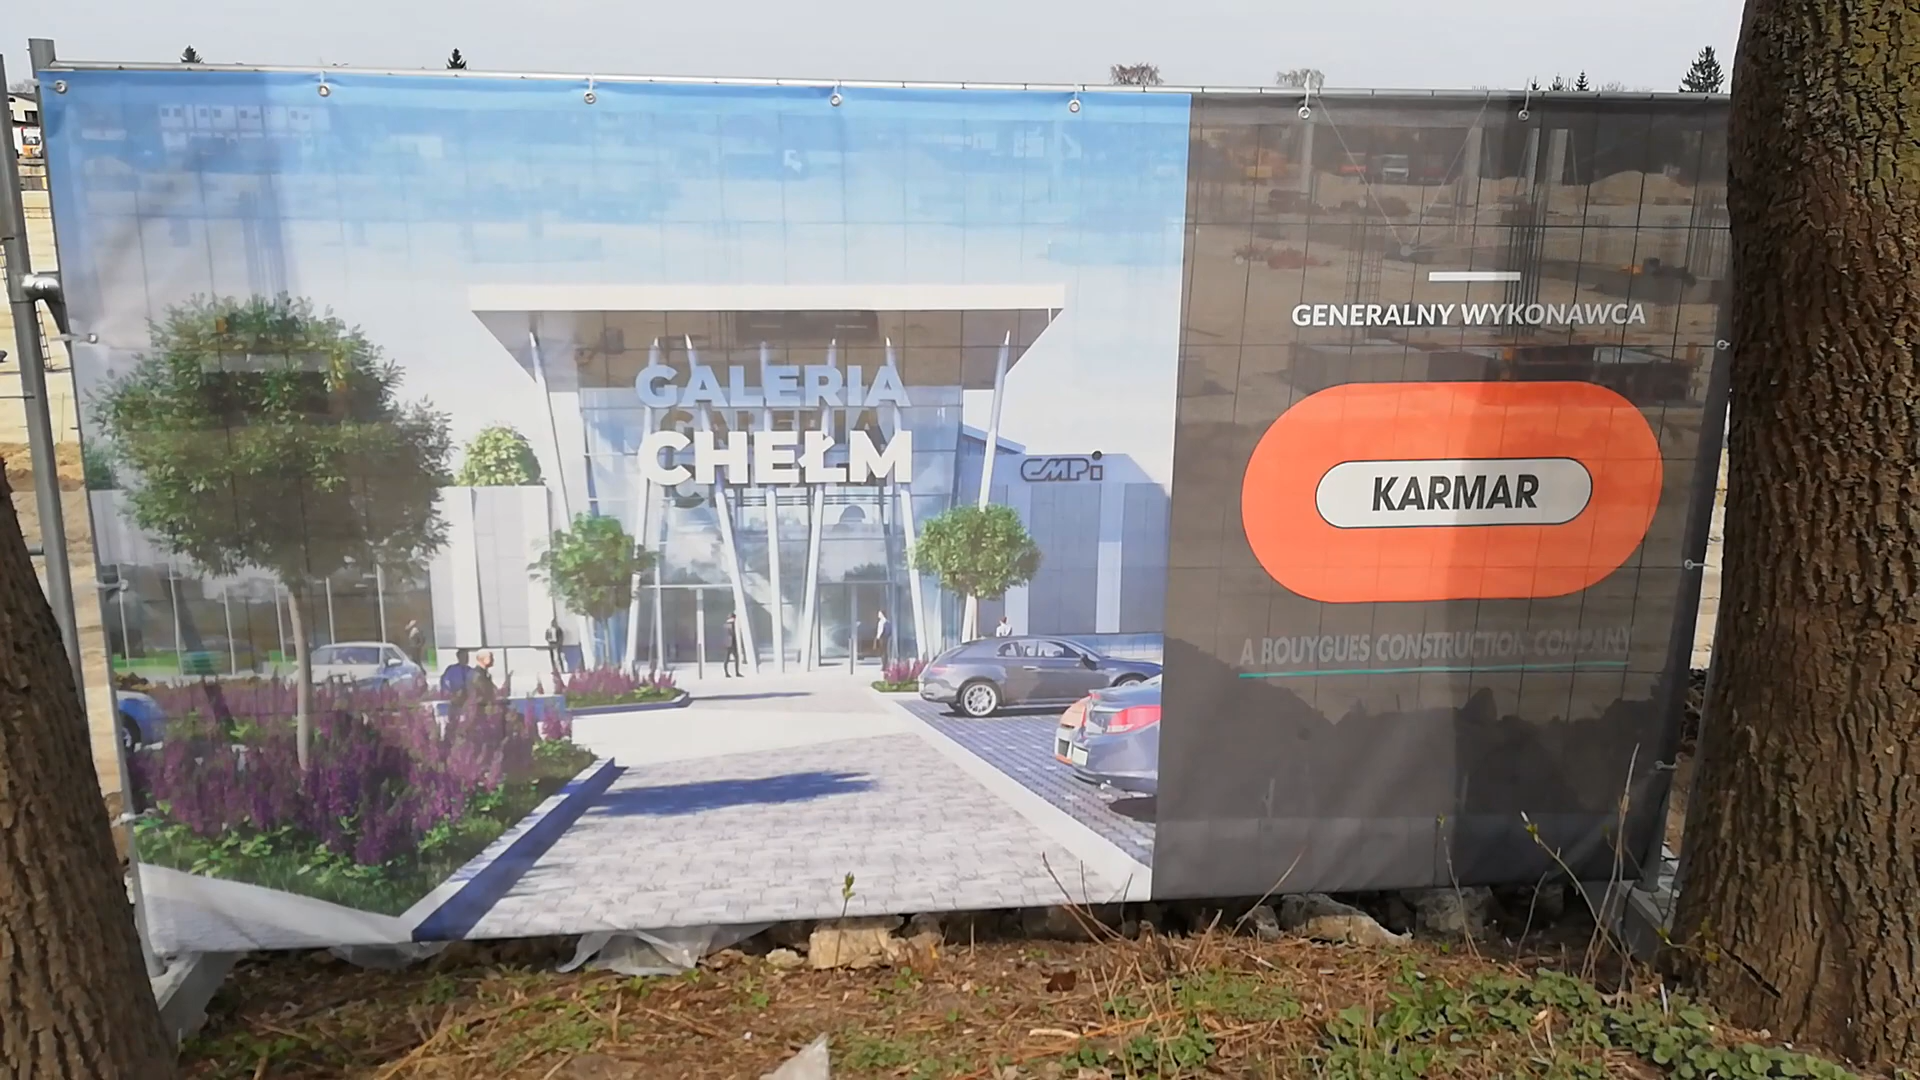 GALERIA
CHEŁM
CMPi
GENERALNY WYKONAWCA
KARMAR
A BOUYGUES CONSTRUCTION COMPANY